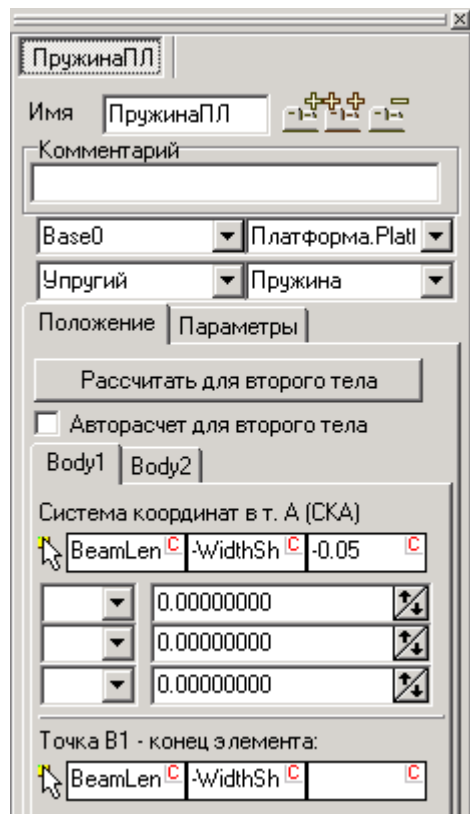 ПружинаПЛ
Имя ПружинаПЛ
Комментарий
Base0 Платформа.Platl
Упругий Пружина
Положение Параметры
Рассчитать для второго тела
Авторасчет для второго тела
Body1 Body2
Система координат в т. А (СКА)
BeamLen C -WidthSh C -0.05 C
0.00000000
0.00000000
0.00000000
Точка В1 - конец элемента:
BeamLen C -WidthSh C C